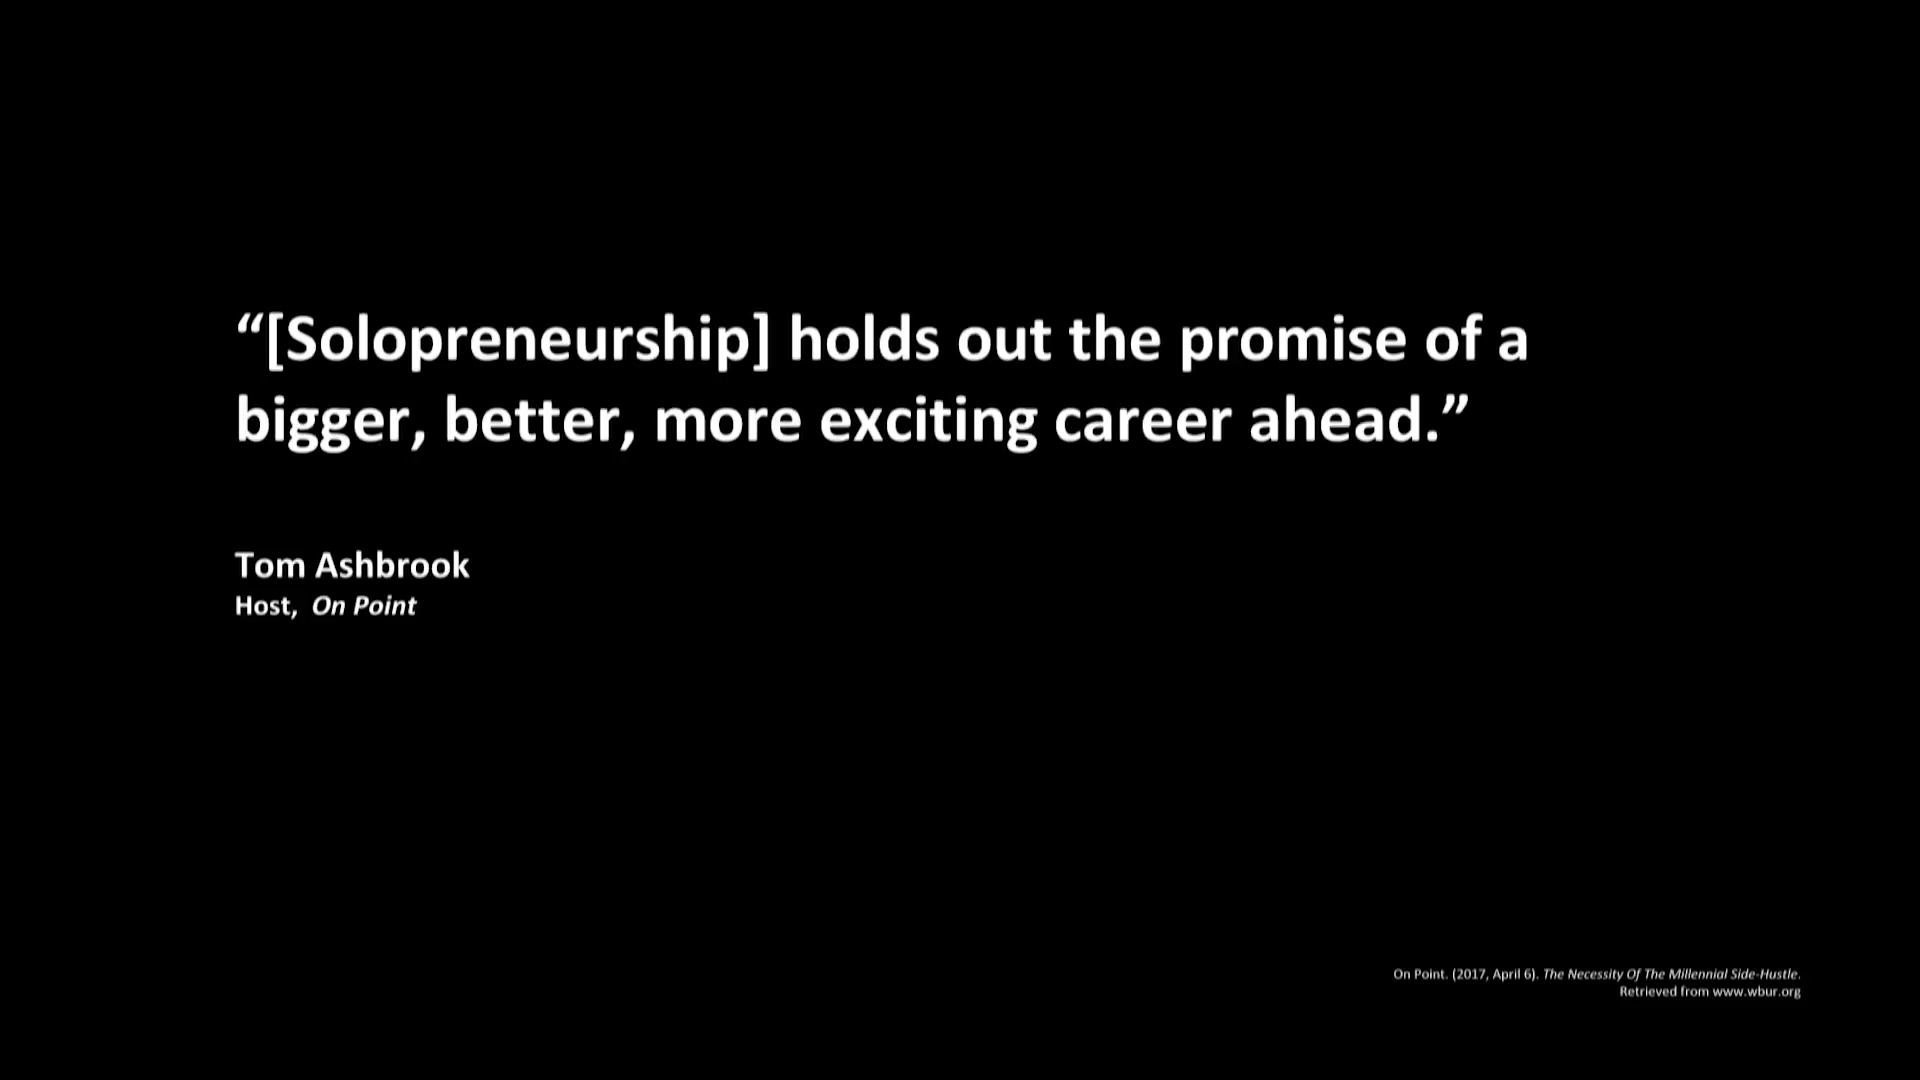 “[Solopreneurship] holds out the promise of a
bigger, better, more exciting career ahead.”
Tom Ashbrook
Host, On Point
On Point. (2017, April 6). The Necessity Of The Millennial Side-Hustle.
Retrieved from www.wbur.org